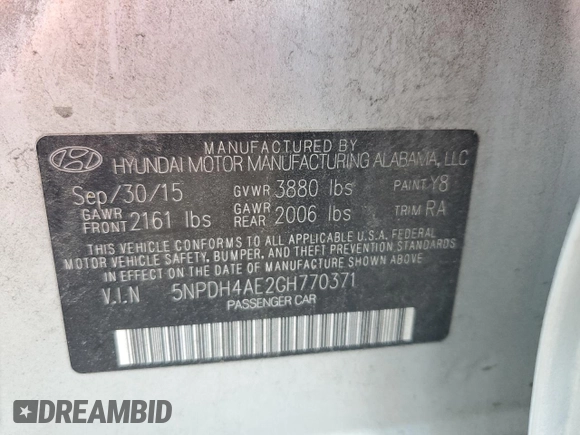 MANUFACTURED BY
HYUNDAI MOTOR MANUFACTURING ALABAMA, LLC
Sep/30/15 GVWR 3880 lbs PAINT Y8
GAWR FRONT 2161 lbs GAWR REAR 2006 lbs TRIM RA
THIS VEHICLE CONFORMS TO ALL APPLICABLE U.S.A. FEDERAL
MOTOR VEHICLE SAFETY, BUMPER, AND THEFT PREVENTION STANDARDS
IN EFFECT ON THE DATE OF MANUFACTURE SHOWN ABOVE.
V.I.N 5NPDH4AE2GH770371
PASSENGER CAR
DREAMBID